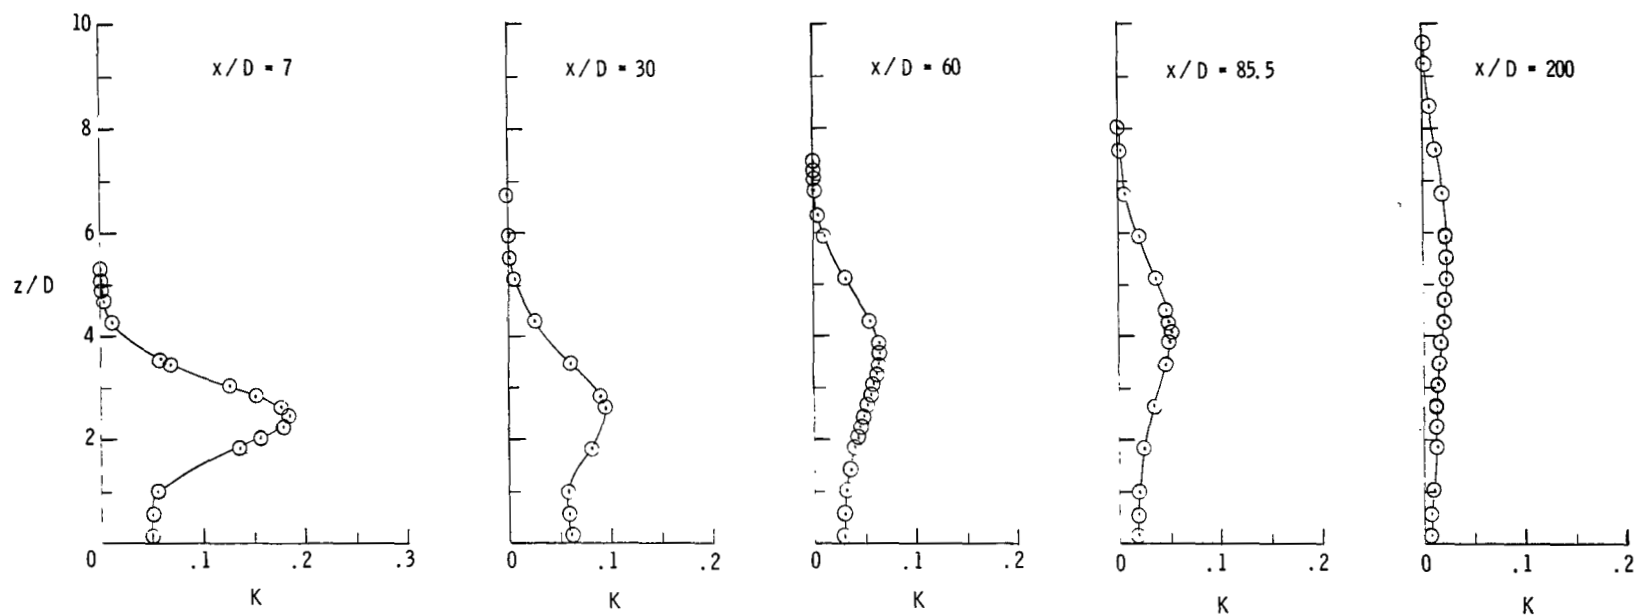 10
8
6
4
2
z/D
x/D = 7
0 .1 .2 .3
K
x/D = 30
0 .1 .2
K
x/D = 60
0 .1 .2
K
x/D = 85.5
0 .1 .2
K
x/D = 200
0 .1 .2
K